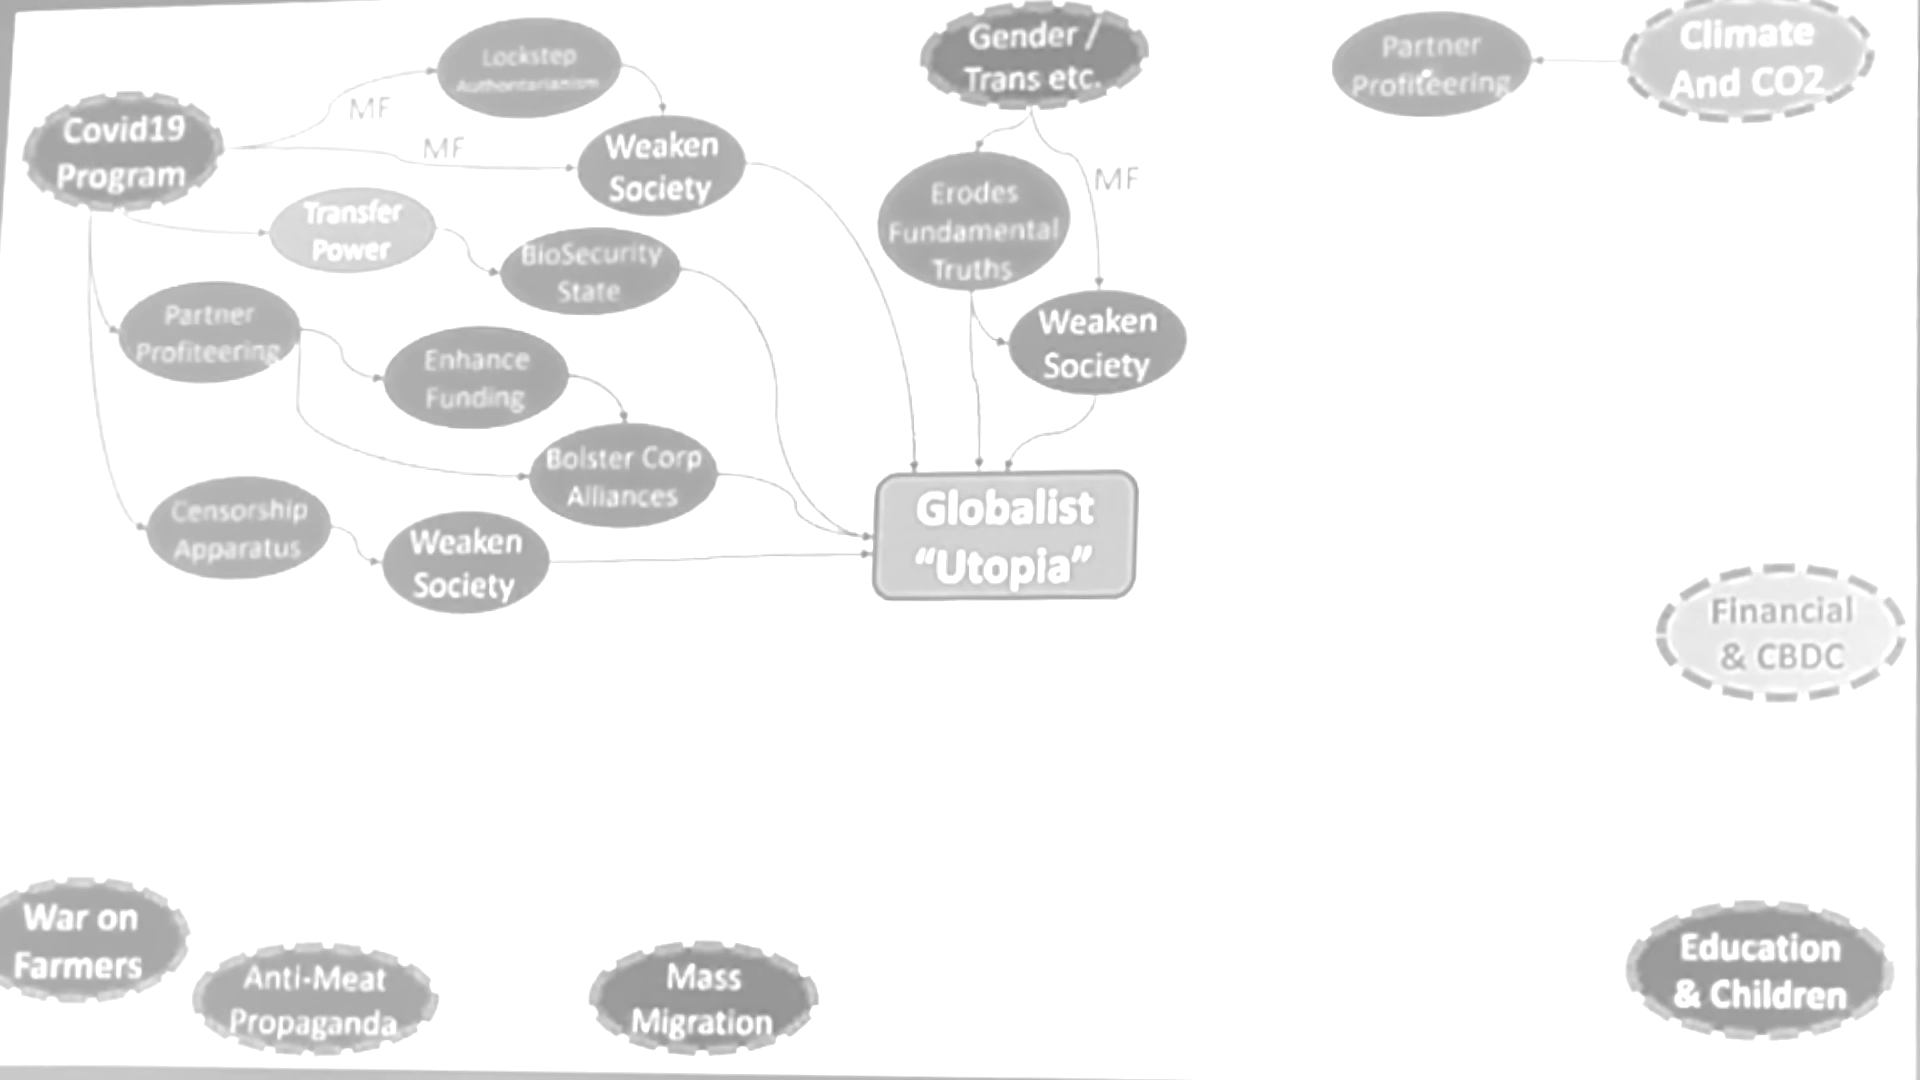 Covid19
Program
MF
Lockstep
Authoritarianism
MF
Weaken
Society
Transfer
Power
BioSecurity
State
Partner
Profiteering
Enhance
Funding
Bolster Corp
Alliances
Censorship
Apparatus
Weaken
Society
Gender /
Trans etc.
Erodes
Fundamental
Truths
MF
Weaken
Society
Globalist
“Utopia”
Partner
Profiteering
Climate
And CO2
Financial
& CBDC
War on
Farmers
Anti-Meat
Propaganda
Mass
Migration
Education
& Children